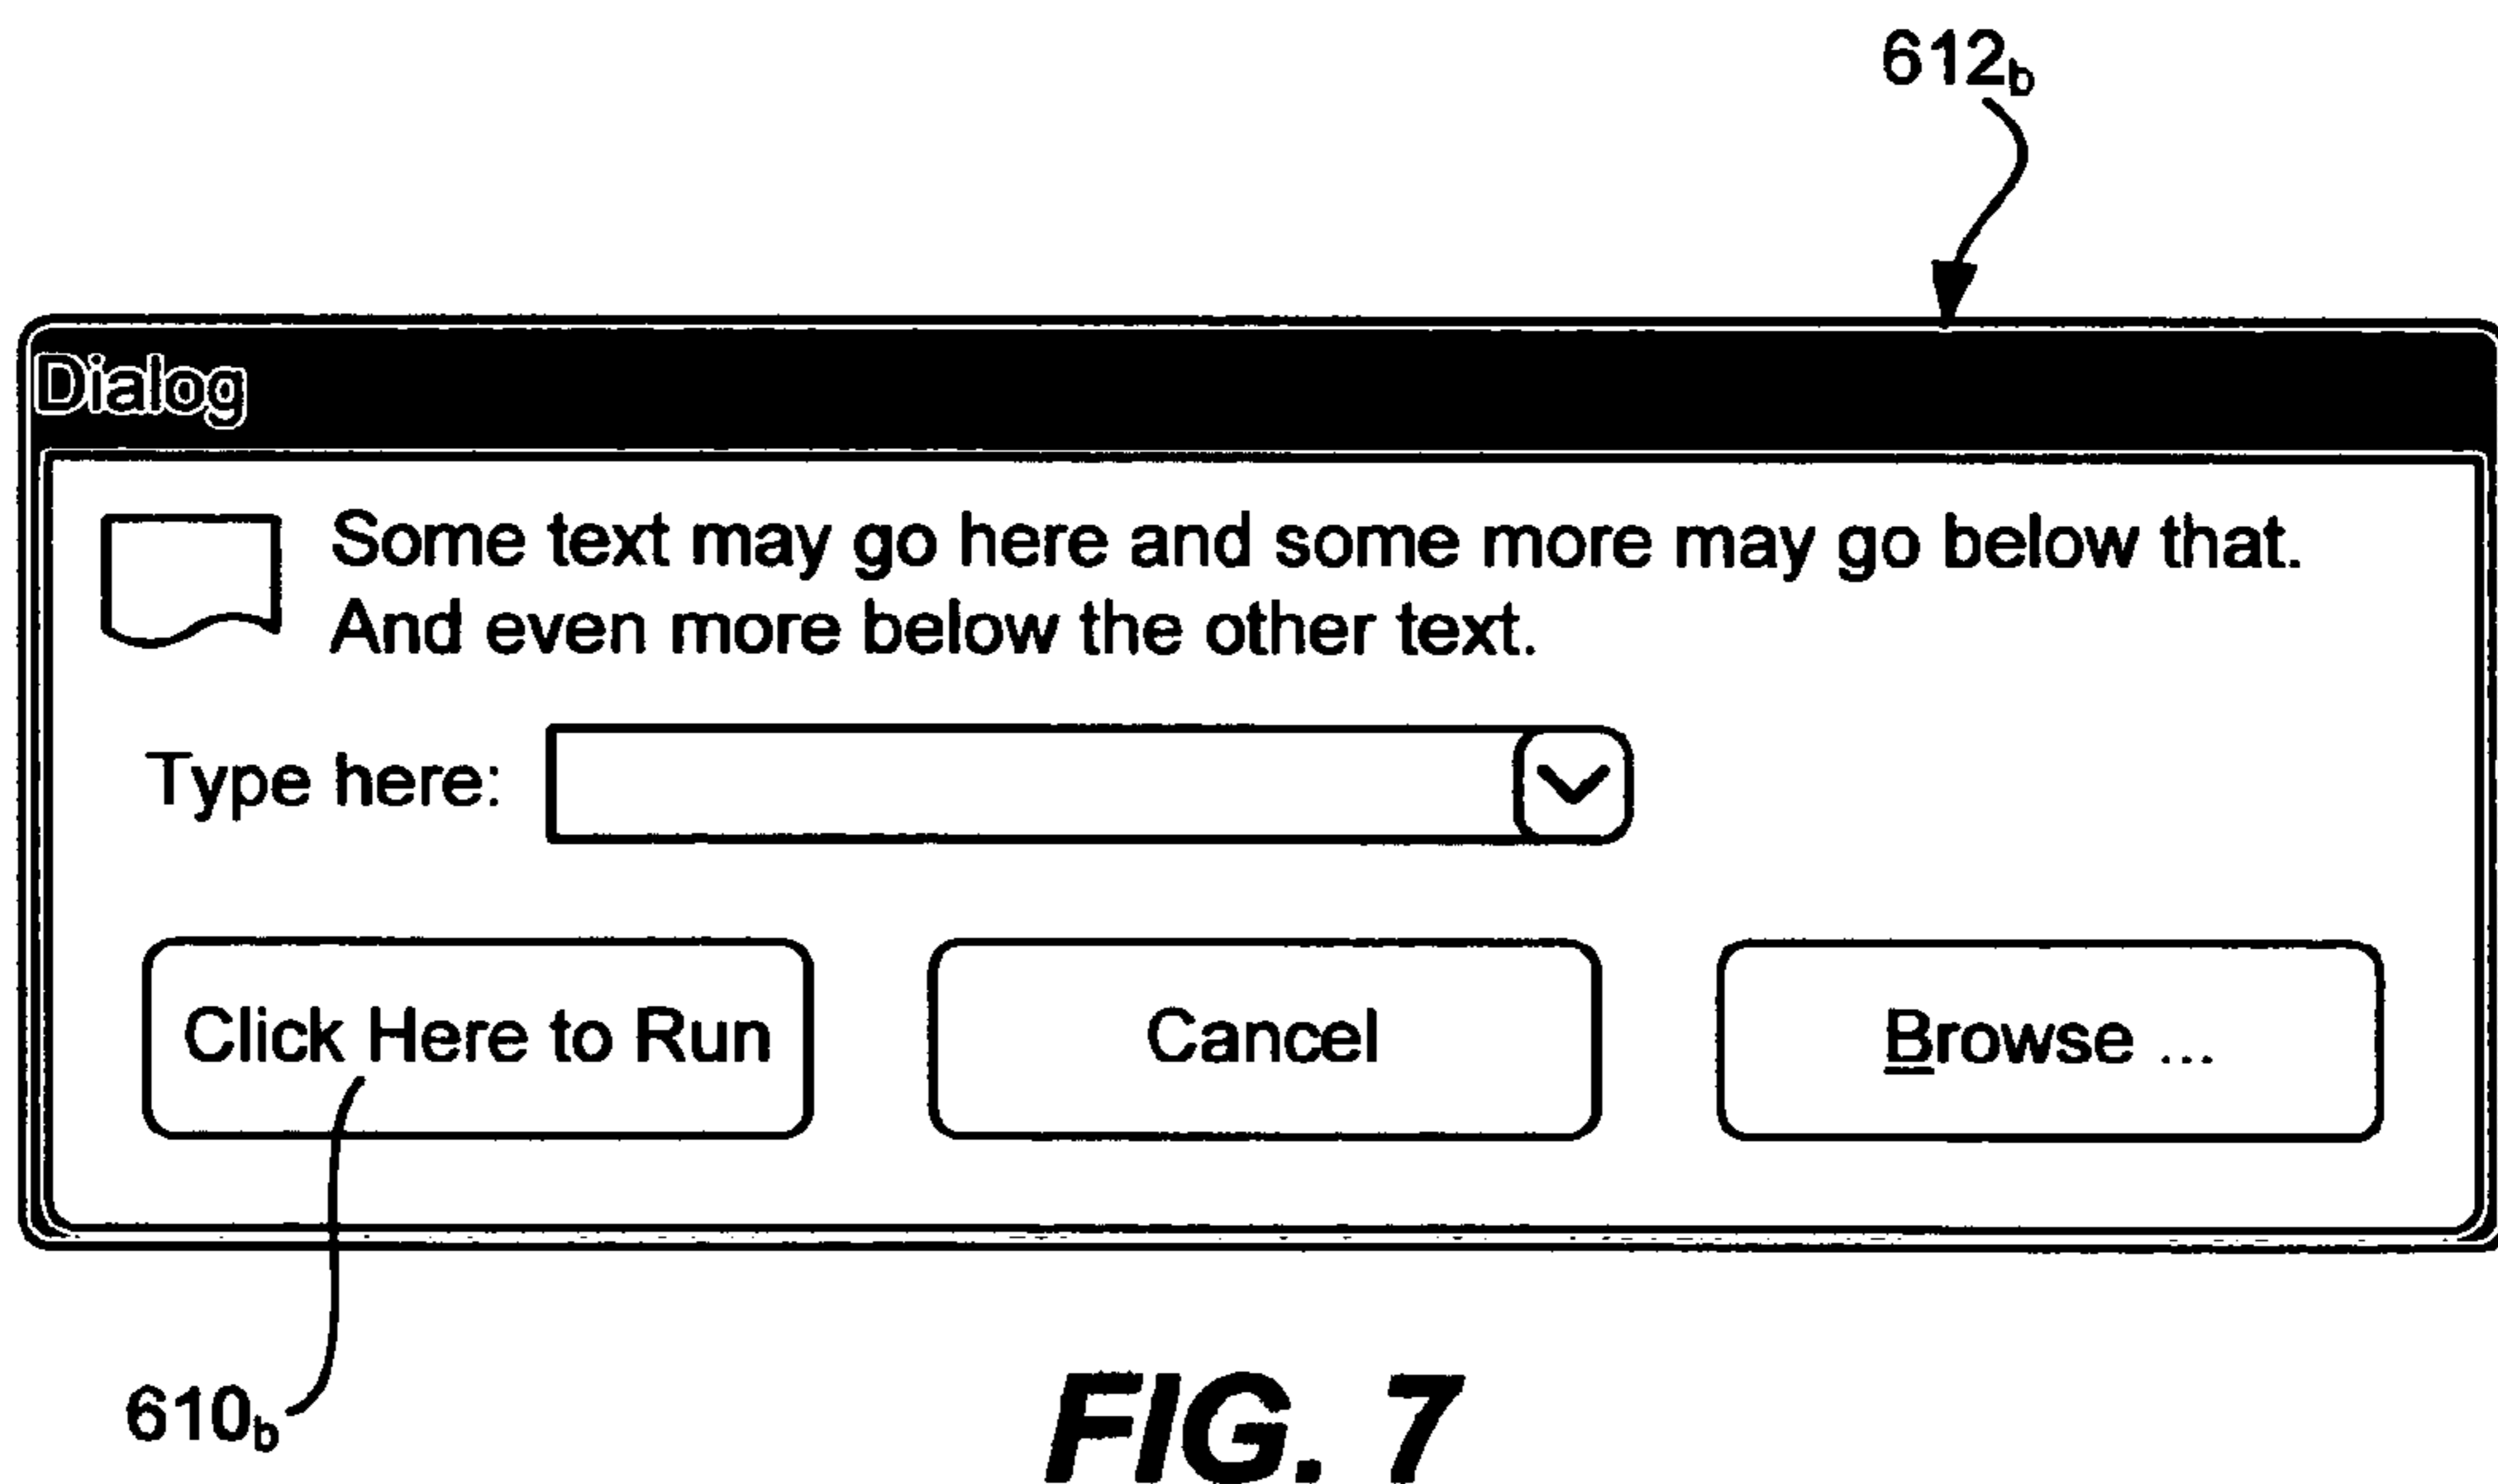 612b
Dialog
Some text may go here and some more may go below that.
And even more below the other text.
Type here:
Click Here to Run
Cancel
Browse ...
610b
FIG. 7